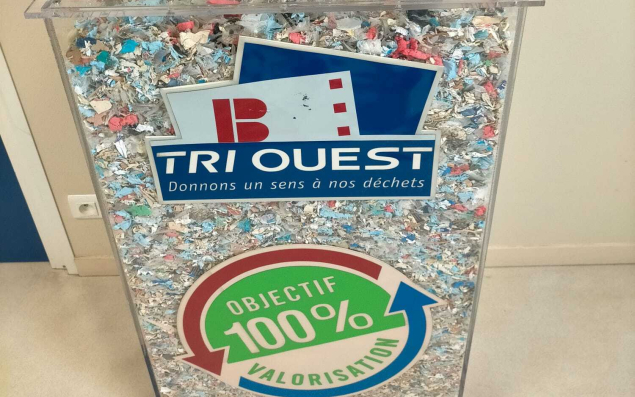 B
TRI OUEST
Donnons un sens à nos déchets
OBJECTIF
100%
VALORISATION